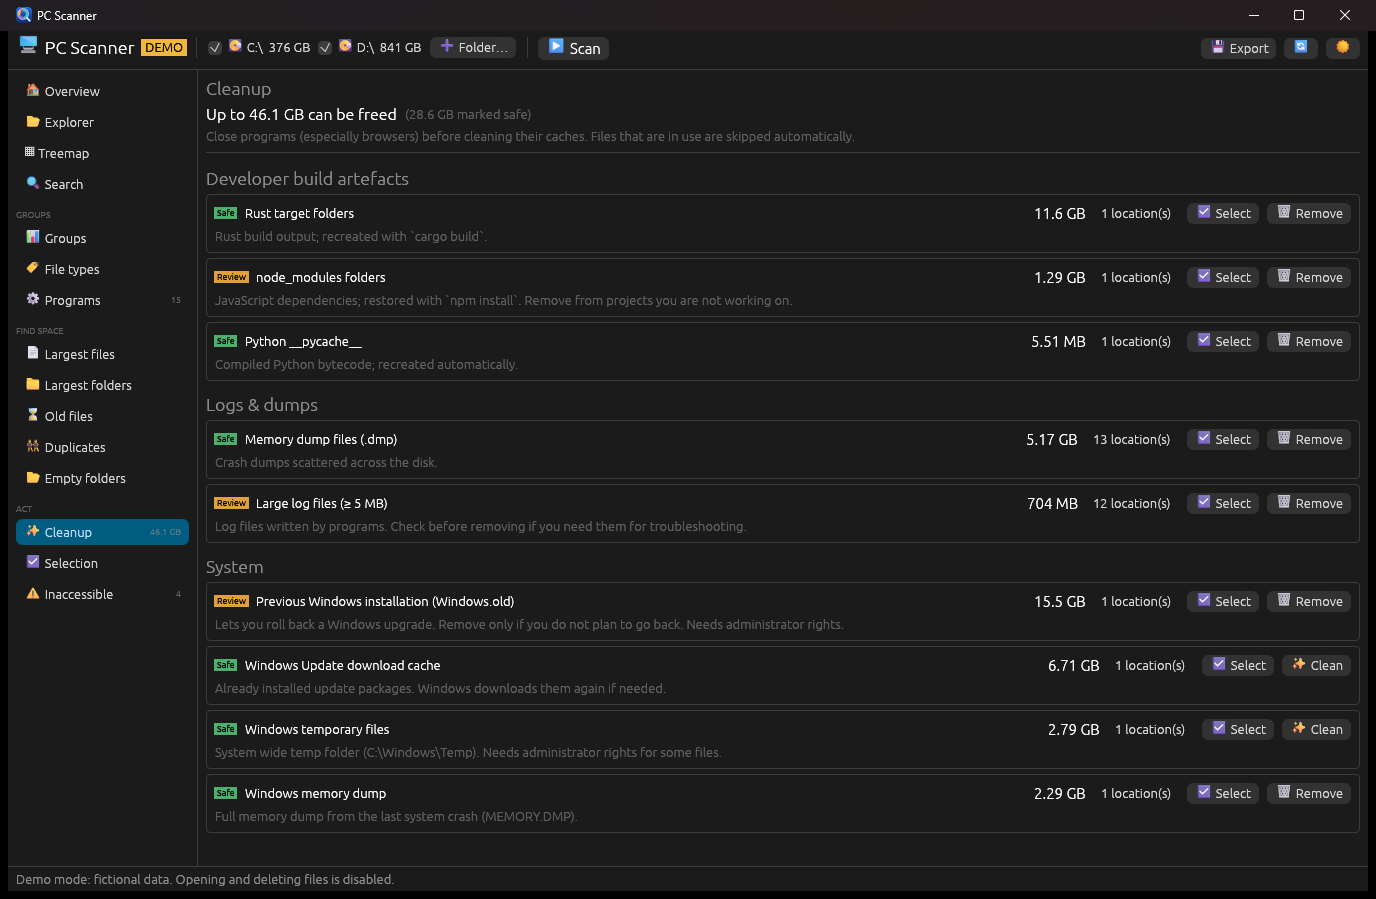 PC Scanner
PC Scanner DEMO C:\ 376 GB D:\ 841 GB Folder... Scan Export
Overview
Explorer
Treemap
Search
GROUPS
Groups
File types
Programs 15
FIND SPACE
Largest files
Largest folders
Old files
Duplicates
Empty folders
ACT
Cleanup 46.1 GB
Selection
Inaccessible 4
Cleanup
Up to 46.1 GB can be freed (28.6 GB marked safe)
Close programs (especially browsers) before cleaning their caches. Files that are in use are skipped automatically.
Developer build artefacts
Safe Rust target folders 11.6 GB 1 location(s) Select Remove
Rust build output; recreated with `cargo build`.
Review node_modules folders 1.29 GB 1 location(s) Select Remove
JavaScript dependencies; restored with `npm install`. Remove from projects you are not working on.
Safe Python __pycache__ 5.51 MB 1 location(s) Select Remove
Compiled Python bytecode; recreated automatically.
Logs & dumps
Safe Memory dump files (.dmp) 5.17 GB 13 location(s) Select Remove
Crash dumps scattered across the disk.
Review Large log files (≥ 5 MB) 704 MB 12 location(s) Select Remove
Log files written by programs. Check before removing if you need them for troubleshooting.
System
Review Previous Windows installation (Windows.old) 15.5 GB 1 location(s) Select Remove
Lets you roll back a Windows upgrade. Remove only if you do not plan to go back. Needs administrator rights.
Safe Windows Update download cache 6.71 GB 1 location(s) Select Clean
Already installed update packages. Windows downloads them again if needed.
Safe Windows temporary files 2.79 GB 1 location(s) Select Clean
System wide temp folder (C:\Windows\Temp). Needs administrator rights for some files.
Safe Windows memory dump 2.29 GB 1 location(s) Select Remove
Full memory dump from the last system crash (MEMORY.DMP).
Demo mode: fictional data. Opening and deleting files is disabled.